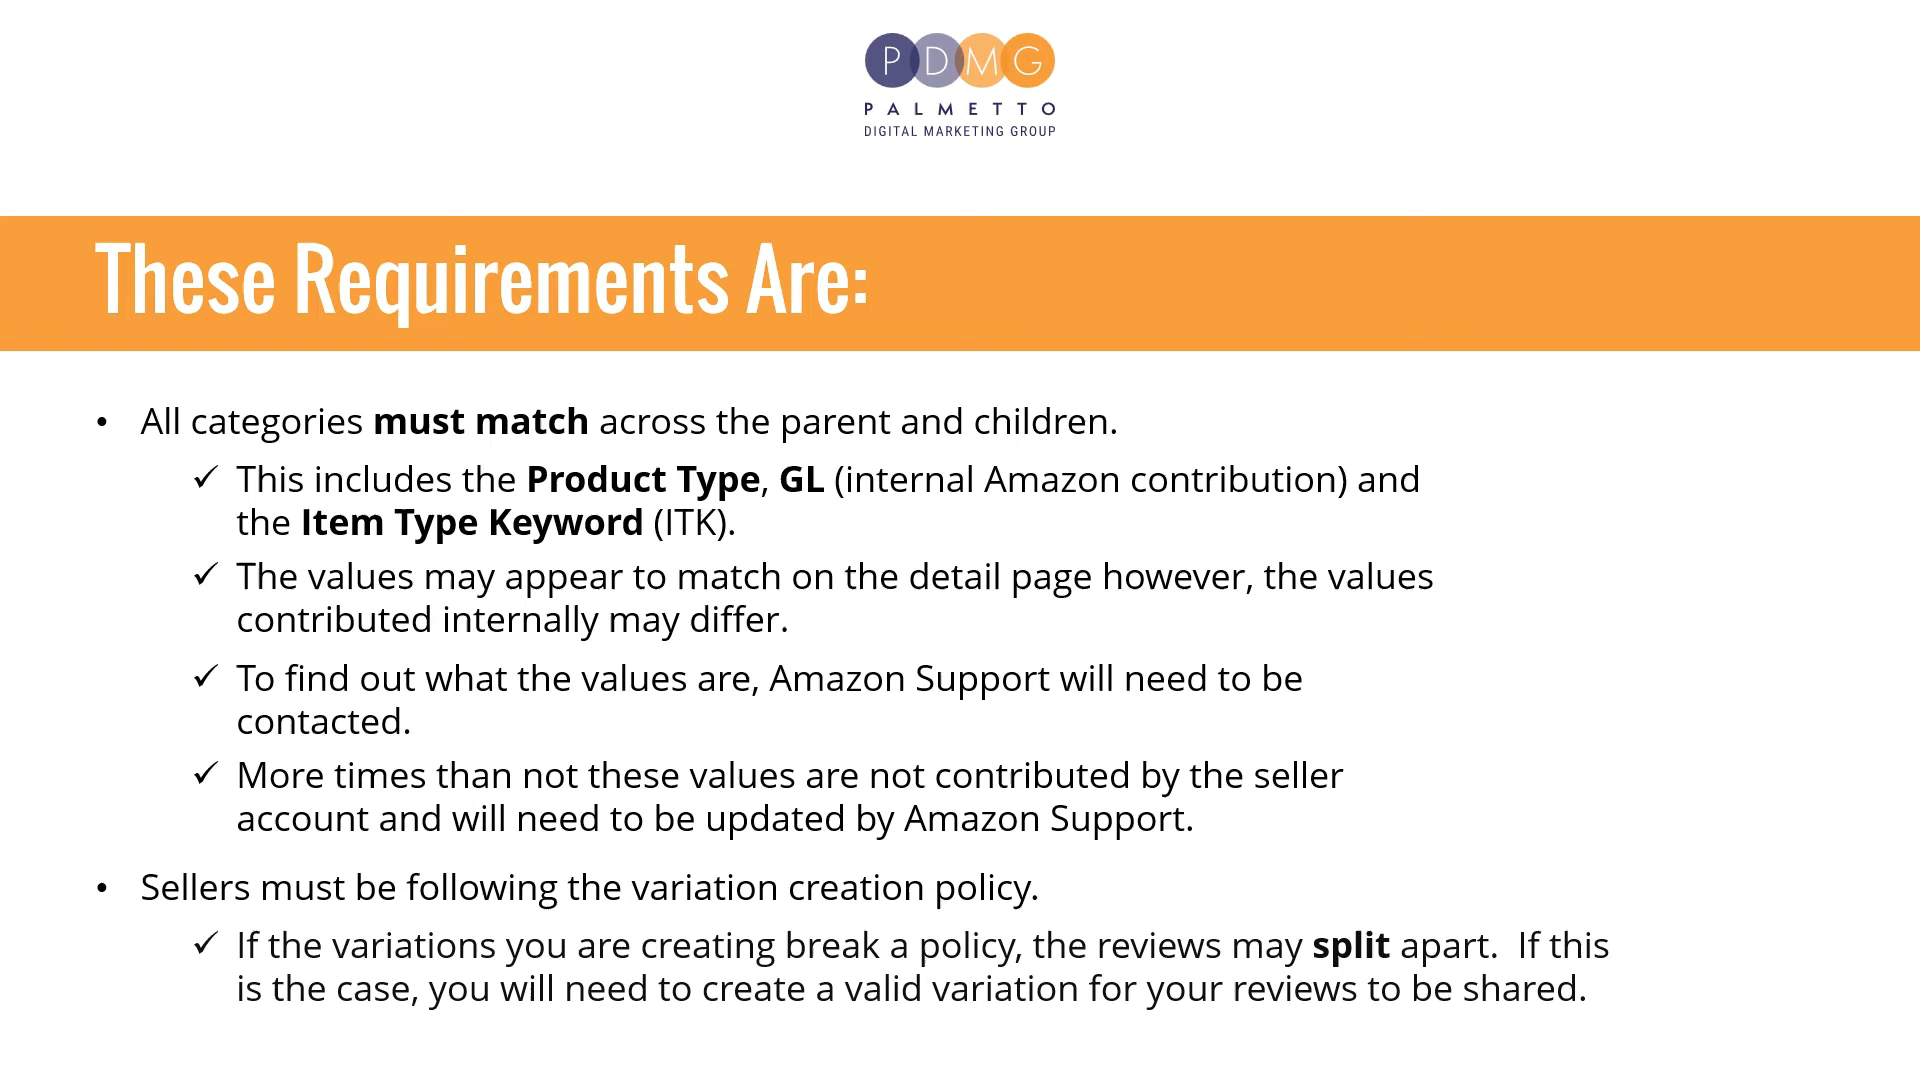 PDMG
PALMETTO
DIGITAL MARKETING GROUP
These Requirements Are:
• All categories must match across the parent and children.
✓ This includes the Product Type, GL (internal Amazon contribution) and
the Item Type Keyword (ITK).
✓ The values may appear to match on the detail page however, the values
contributed internally may differ.
✓ To find out what the values are, Amazon Support will need to be
contacted.
✓ More times than not these values are not contributed by the seller
account and will need to be updated by Amazon Support.
• Sellers must be following the variation creation policy.
✓ If the variations you are creating break a policy, the reviews may split apart.  If this
is the case, you will need to create a valid variation for your reviews to be shared.